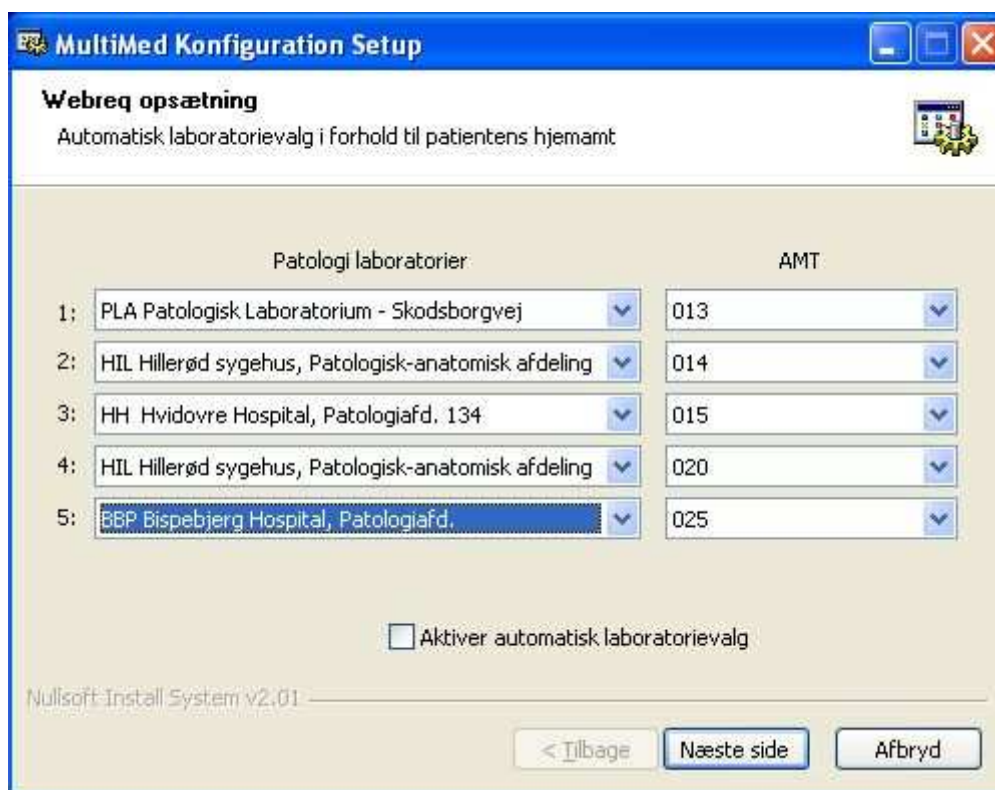 MultiMed Konfiguration Setup
Webreq opsætning
Automatisk laboratorievalg i forhold til patientens hjemamt
Patologi laboratorier AMT
1: PLA Patologisk Laboratorium - Skodsborgvej 013
2: HIL Hillerød sygehus, Patologisk-anatomisk afdeling 014
3: HH Hvidovre Hospital, Patologiafd. 134 015
4: HIL Hillerød sygehus, Patologisk-anatomisk afdeling 020
5: BBP Bispebjerg Hospital, Patologiafd. 025
Aktiver automatisk laboratorievalg
Nullsoft Install System v2.01
< Tilbage Næste side Afbryd